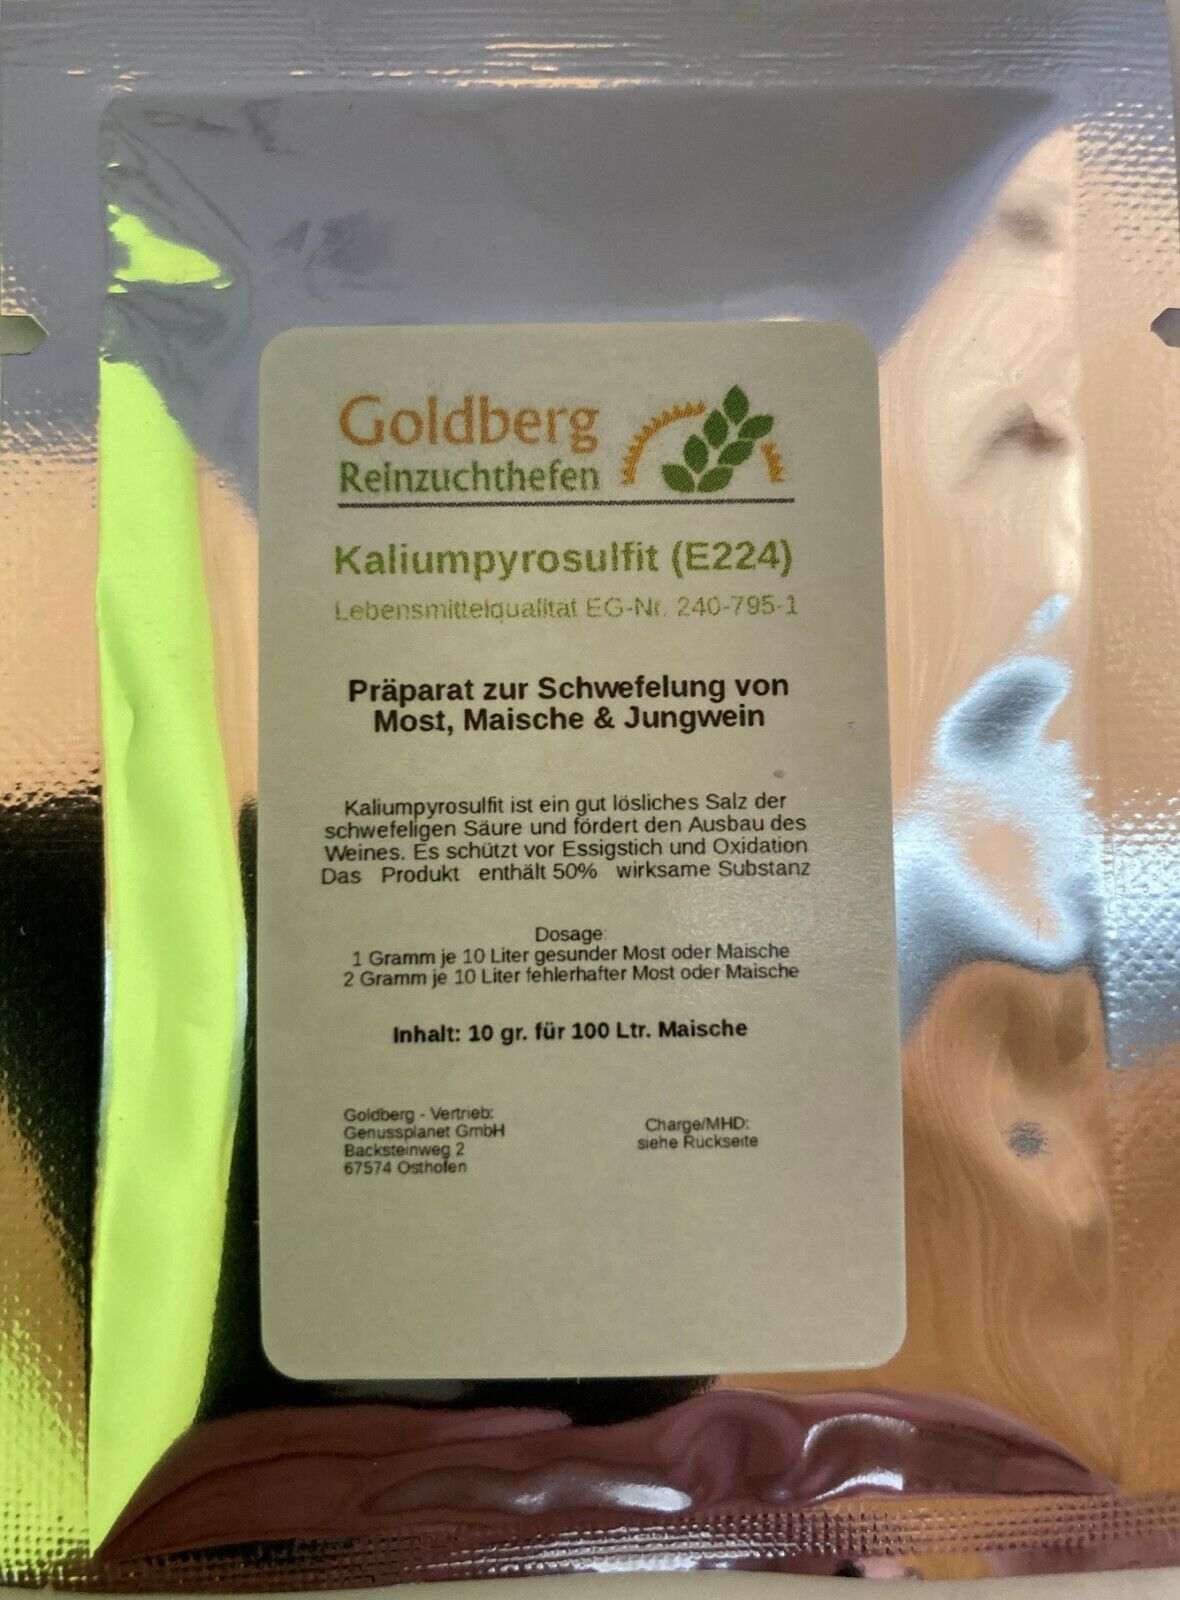 Goldberg
Reinzuchthefen
Kaliumpyrosulfit (E224)
Lebensmittelqualität EG-Nr. 240-795-1
Präparat zur Schwefelung von
Most, Maische & Jungwein
Kaliumpyrosulfit ist ein gut lösliches Salz der
schwefeligen Säure und fördert den Ausbau des
Weines. Es schützt vor Essigstich und Oxidation
Das Produkt enthält 50% wirksame Substanz
Dosage:
1 Gramm je 10 Liter gesunder Most oder Maische
2 Gramm je 10 Liter fehlerhafter Most oder Maische
Inhalt: 10 gr. für 100 Ltr. Maische
Goldberg - Vertrieb:
Genussplanet GmbH
Backsteinweg 2
67574 Osthofen
Charge/MHD:
siehe Rückseite